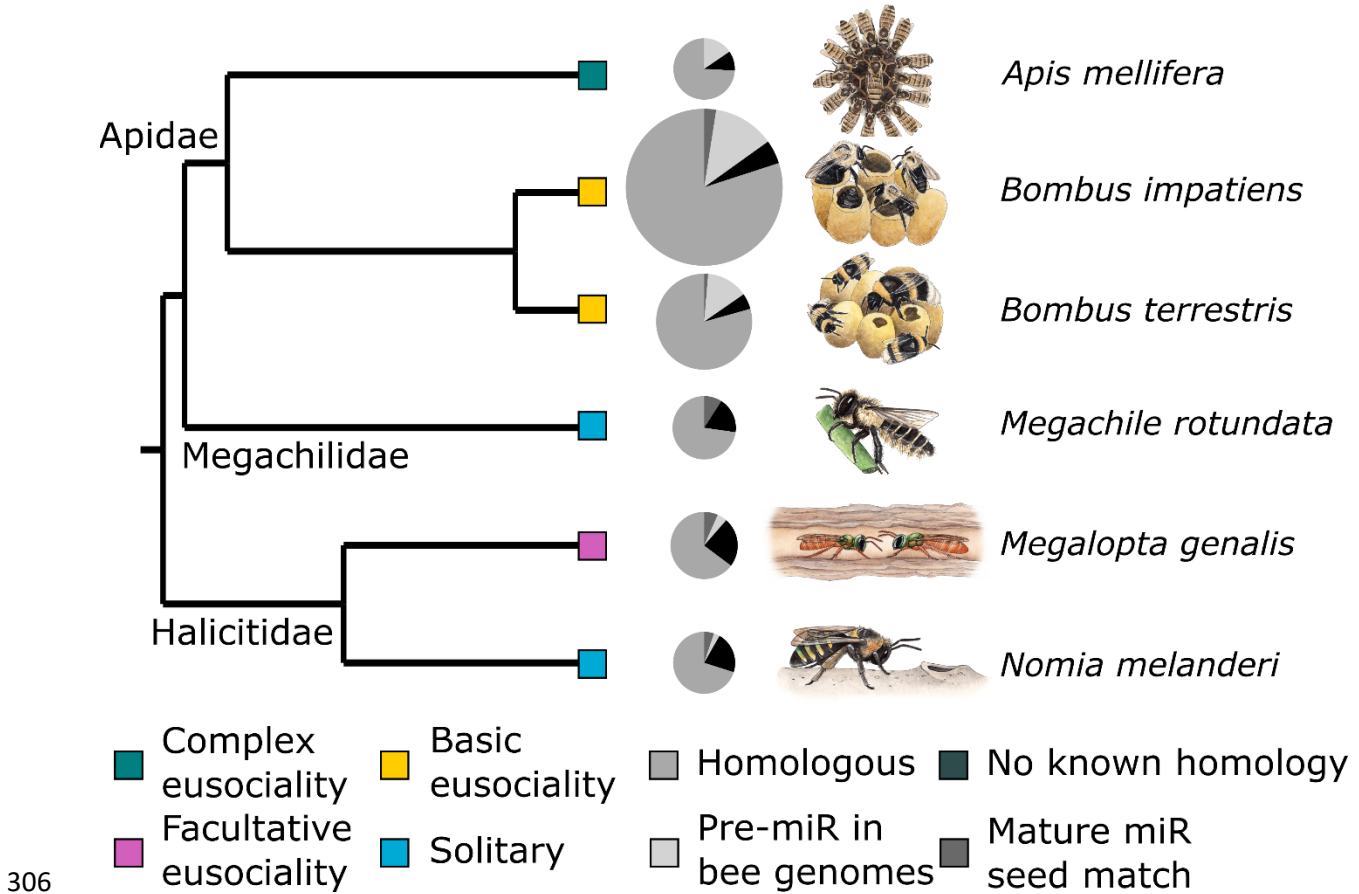 Apidae
Apis mellifera
Bombus impatiens
Bombus terrestris
Megachilidae
Megachile rotundata
Halicitidae
Megalopta genalis
Nomia melanderi
Complex
eusociality
Basic
eusociality
Homologous
No known homology
Facultative
eusociality
Solitary
Pre-miR in
bee genomes
Mature miR
seed match
306